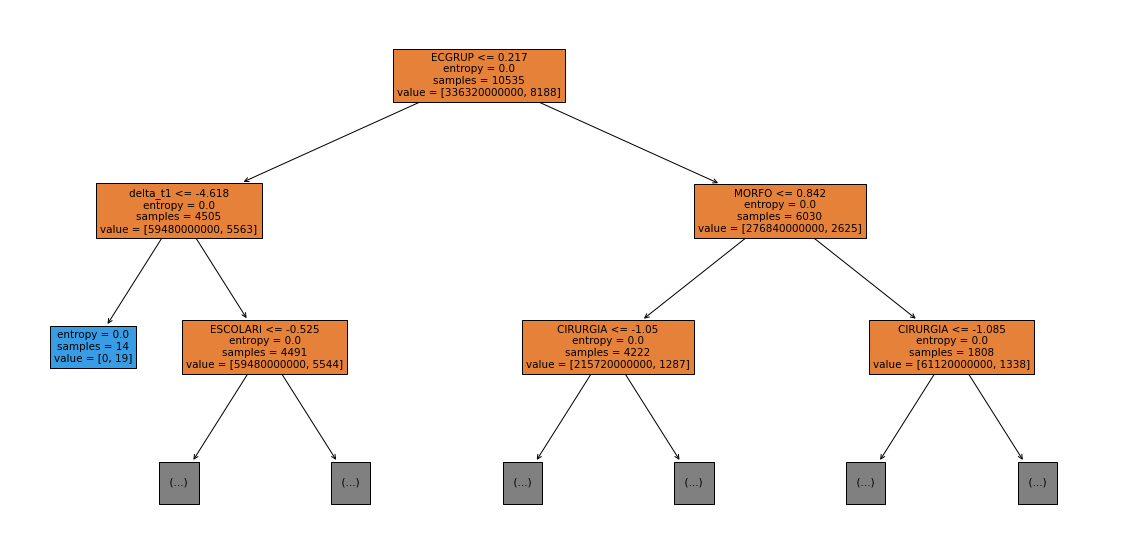 ECGRUP <= 0.217
entropy = 0.0
samples = 10535
value = [336320000000, 8188]
delta_t1 <= -4.618
entropy = 0.0
samples = 4505
value = [59480000000, 5563]
MORFO <= 0.842
entropy = 0.0
samples = 6030
value = [276840000000, 2625]
entropy = 0.0
samples = 14
value = [0, 19]
ESCOLARI <= -0.525
entropy = 0.0
samples = 4491
value = [59480000000, 5544]
CIRURGIA <= -1.05
entropy = 0.0
samples = 4222
value = [215720000000, 1287]
CIRURGIA <= -1.085
entropy = 0.0
samples = 1808
value = [61120000000, 1338]
(...)
(...)
(...)
(...)
(...)
(...)